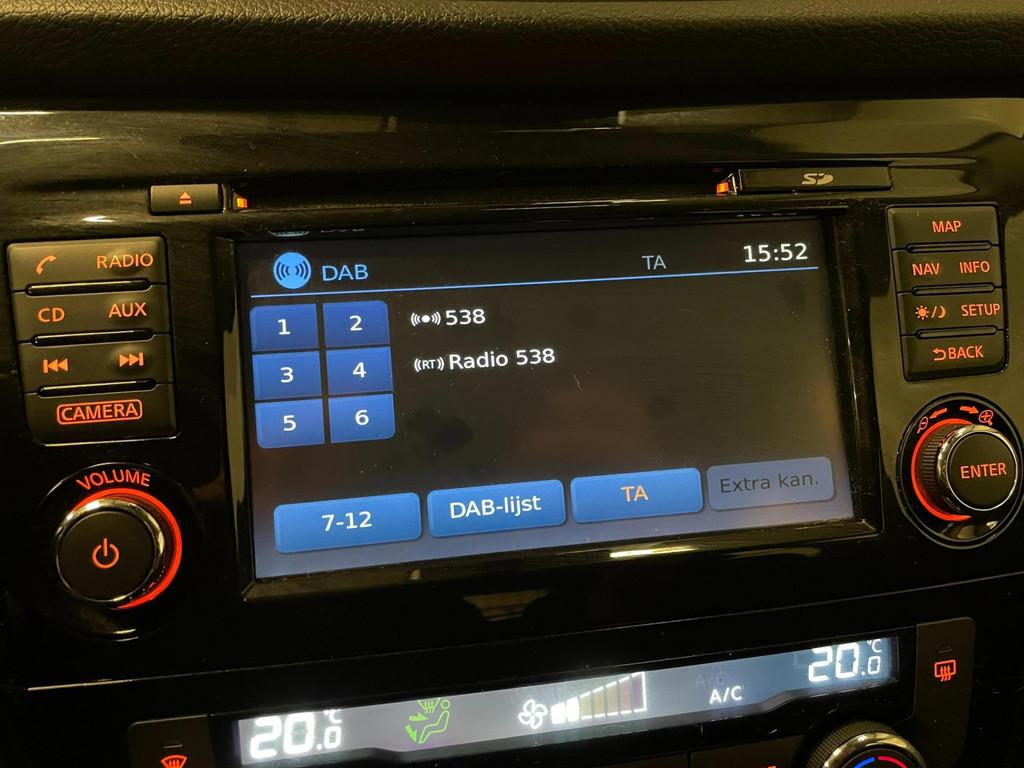 SD
MAP
RADIO
NAV INFO
CD AUX
SETUP
BACK
CAMERA
VOLUME
ENTER
DAB
TA
15:52
1 2
538
3 4
RT Radio 538
5 6
7-12
DAB-lijst
TA
Extra kan.
20.0 °C
A/C
20.0 °C